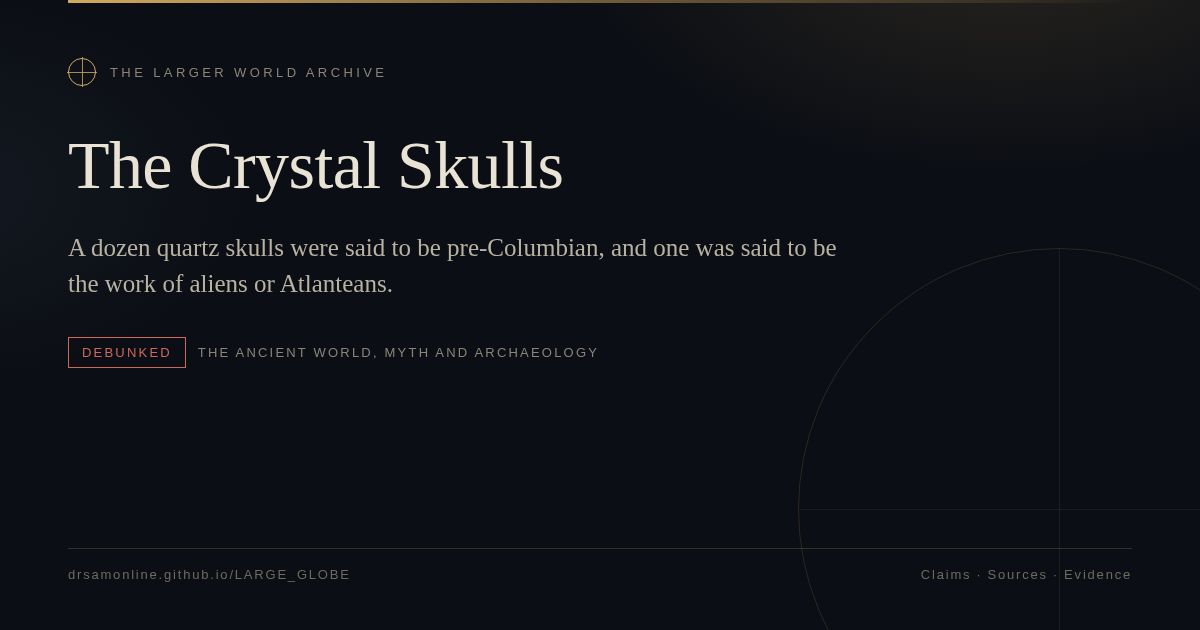 THE LARGER WORLD ARCHIVE
The Crystal Skulls
A dozen quartz skulls were said to be pre-Columbian, and one was said to be
the work of aliens or Atlanteans.
DEBUNKED THE ANCIENT WORLD, MYTH AND ARCHAEOLOGY
drsamonline.github.io/LARGE_GLOBE Claims · Sources · Evidence